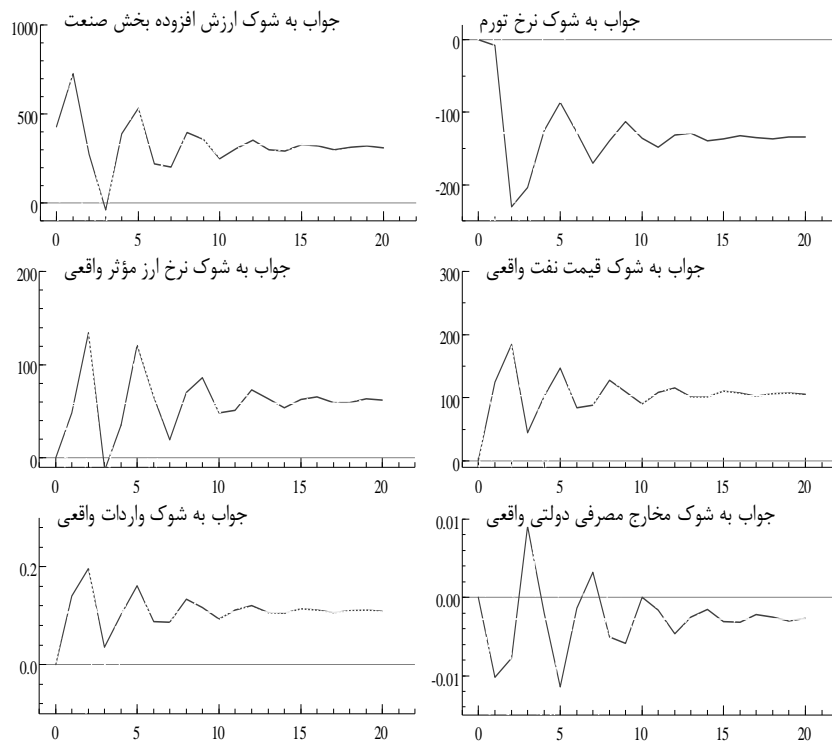 جواب به شوک ارزش افزوده بخش صنعت
1000
500
0
0 5 10 15 20
جواب به شوک نرخ تورم
0
-100
-200
0 5 10 15 20
جواب به شوک نرخ ارز مؤثر واقعی
200
100
0
0 5 10 15 20
جواب به شوک قیمت نفت واقعی
300
200
100
0
0 5 10 15 20
جواب به شوک واردات واقعی
0.2
0.0
0 5 10 15 20
جواب به شوک مخارج مصرفی دولتی واقعی
0.01
0.00
-0.01
0 5 10 15 20